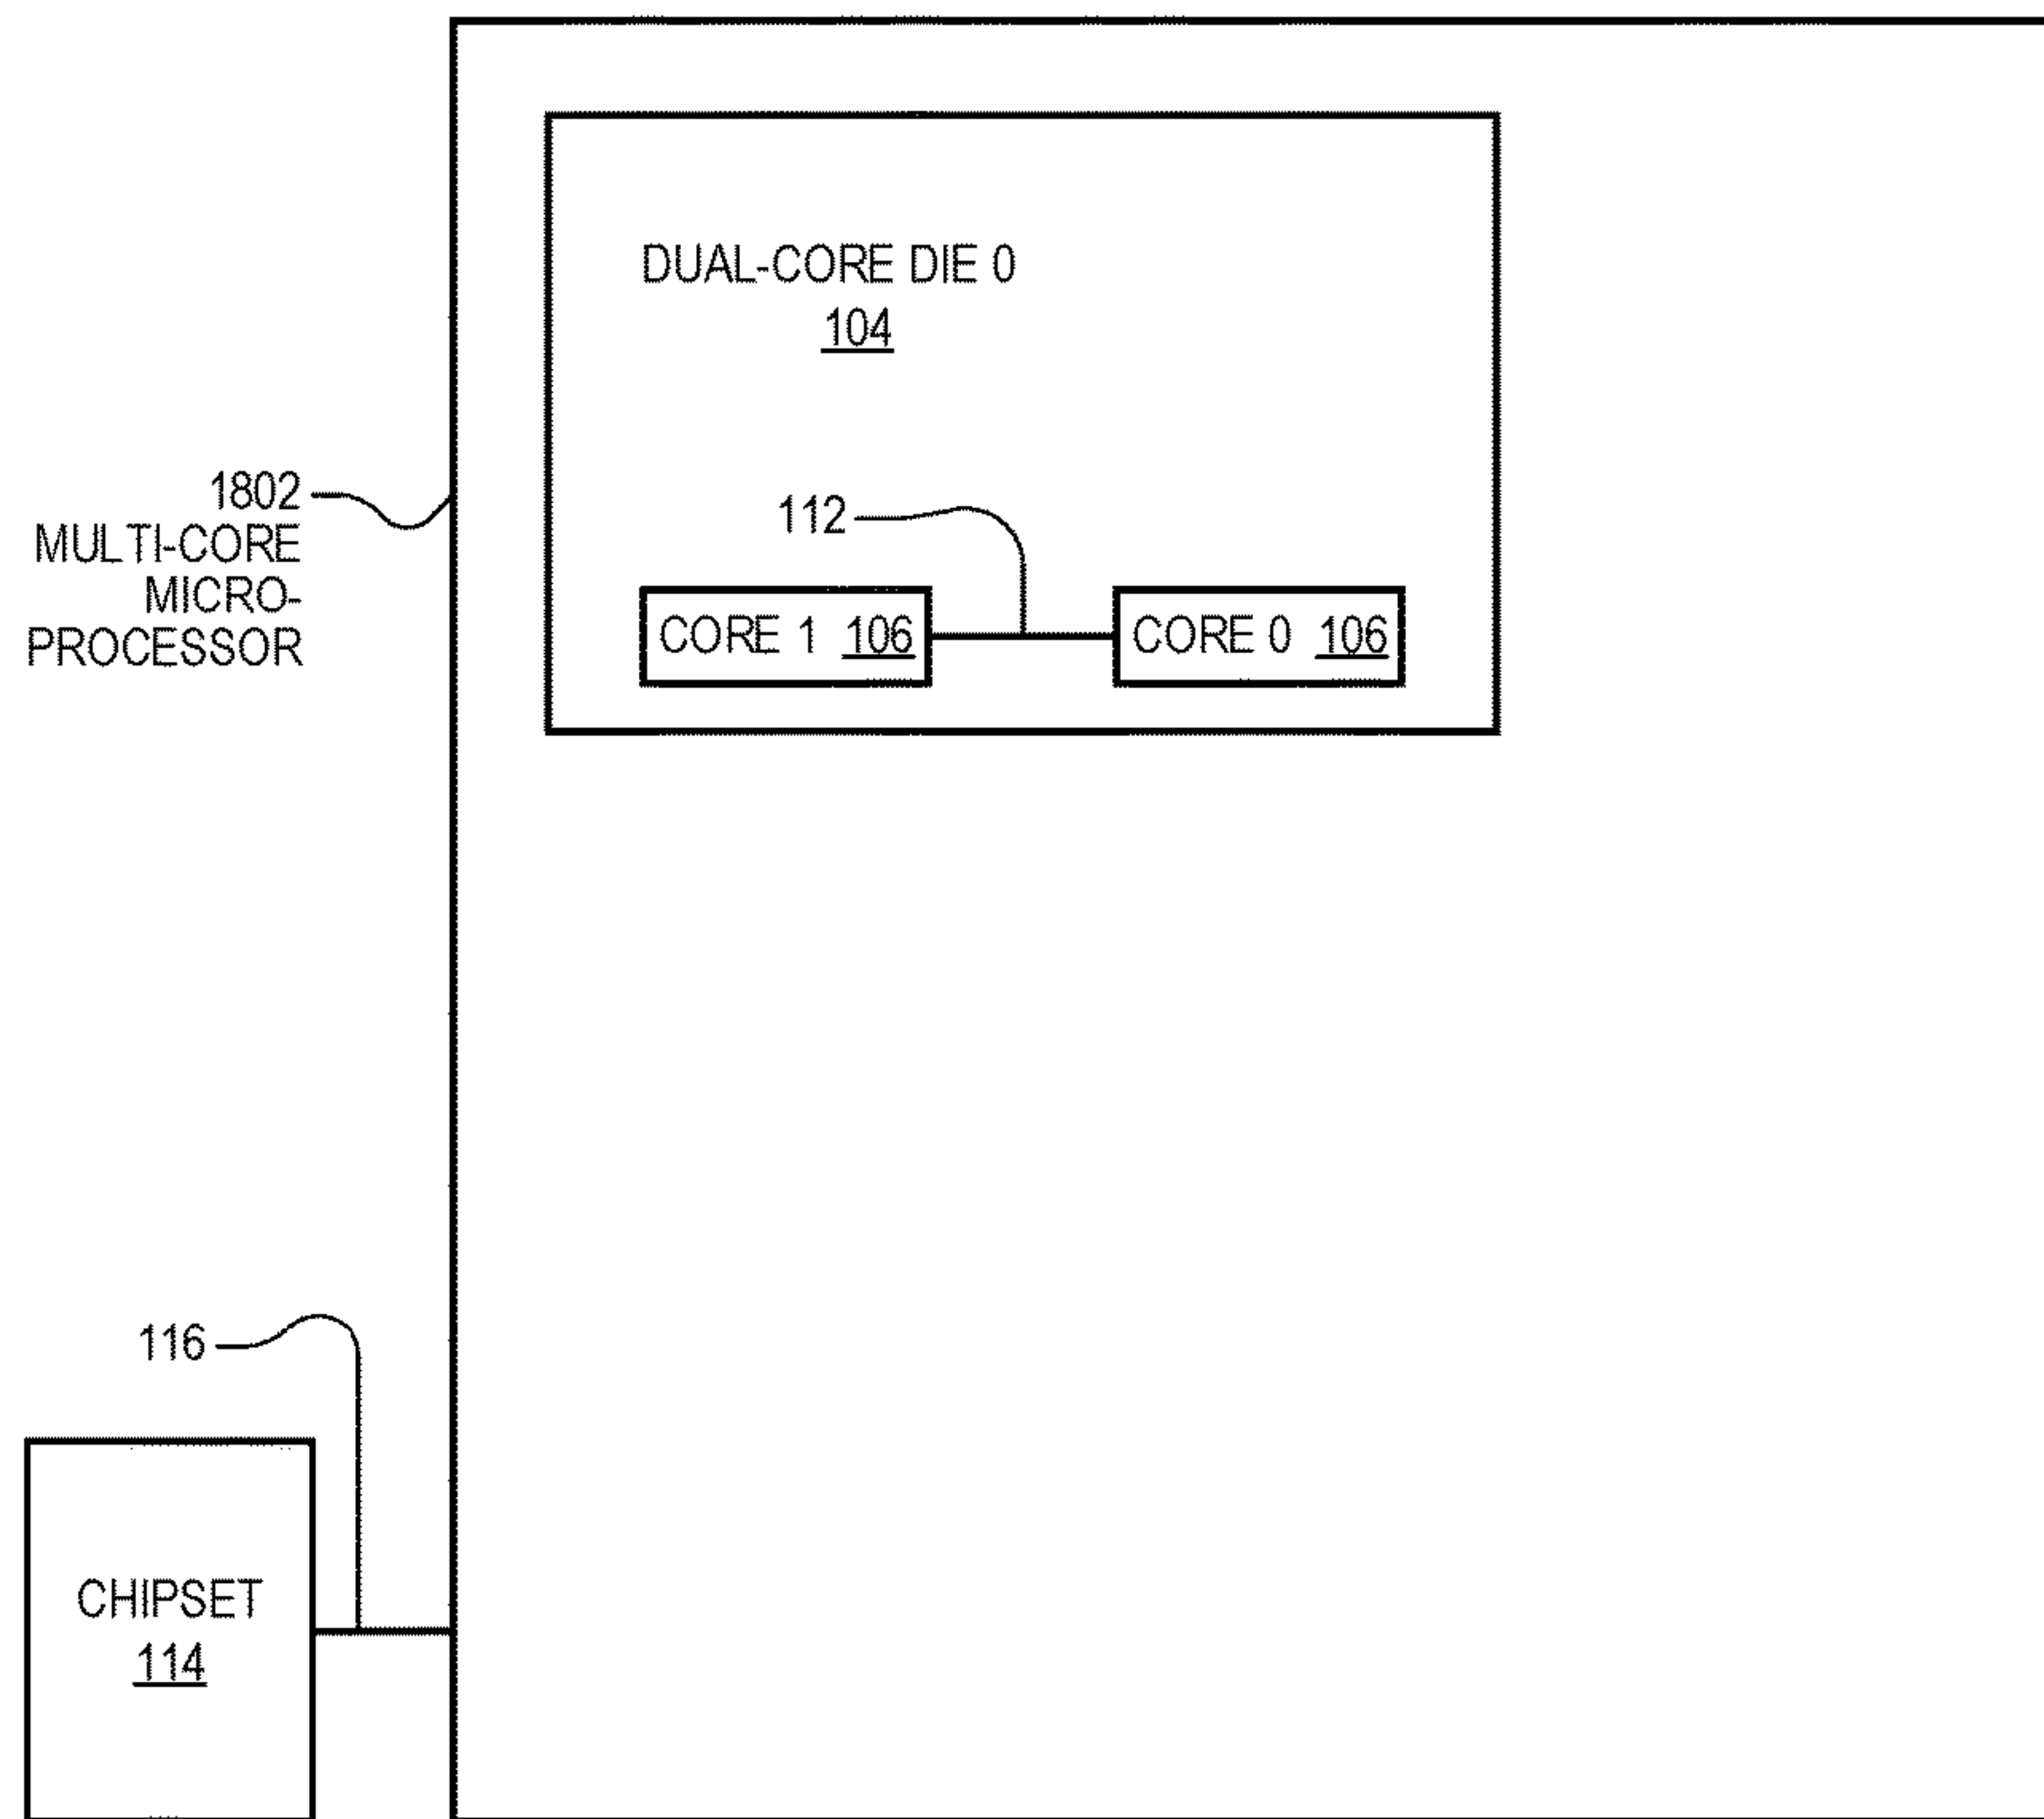 DUAL-CORE DIE 0
104
1802
MULTI-CORE
MICRO-
PROCESSOR
112
CORE 1 106
CORE 0 106
116
CHIPSET
114